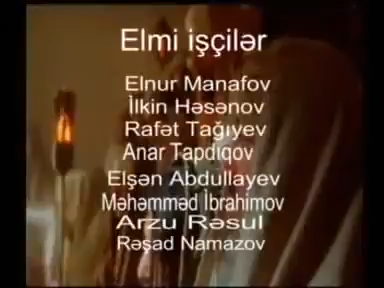 Elmi işçilər
Elnur Manafov
İlkin Həsənov
Rafət Tağıyev
Anar Tapdıqov
Elşən Abdullayev
Məhəmməd İbrahimov
Arzu Rəsul
Rəşad Namazov